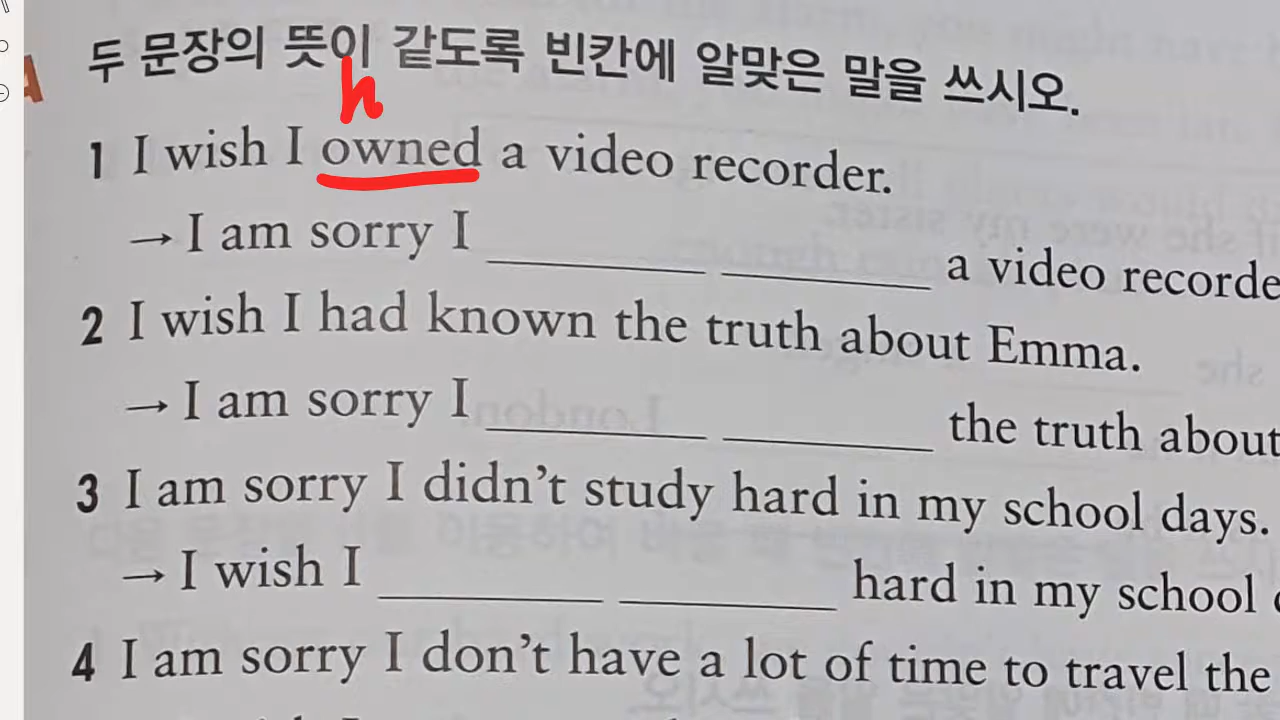 A 두 문장의 뜻이 같도록 빈칸에 알맞은 말을 쓰시오.
h
1 I wish I owned a video recorder.
→ I am sorry I ________ ________ a video recorde
2 I wish I had known the truth about Emma.
→ I am sorry I ________ ________ the truth about
3 I am sorry I didn't study hard in my school days.
→ I wish I ________ ________ hard in my school
4 I am sorry I don't have a lot of time to travel the